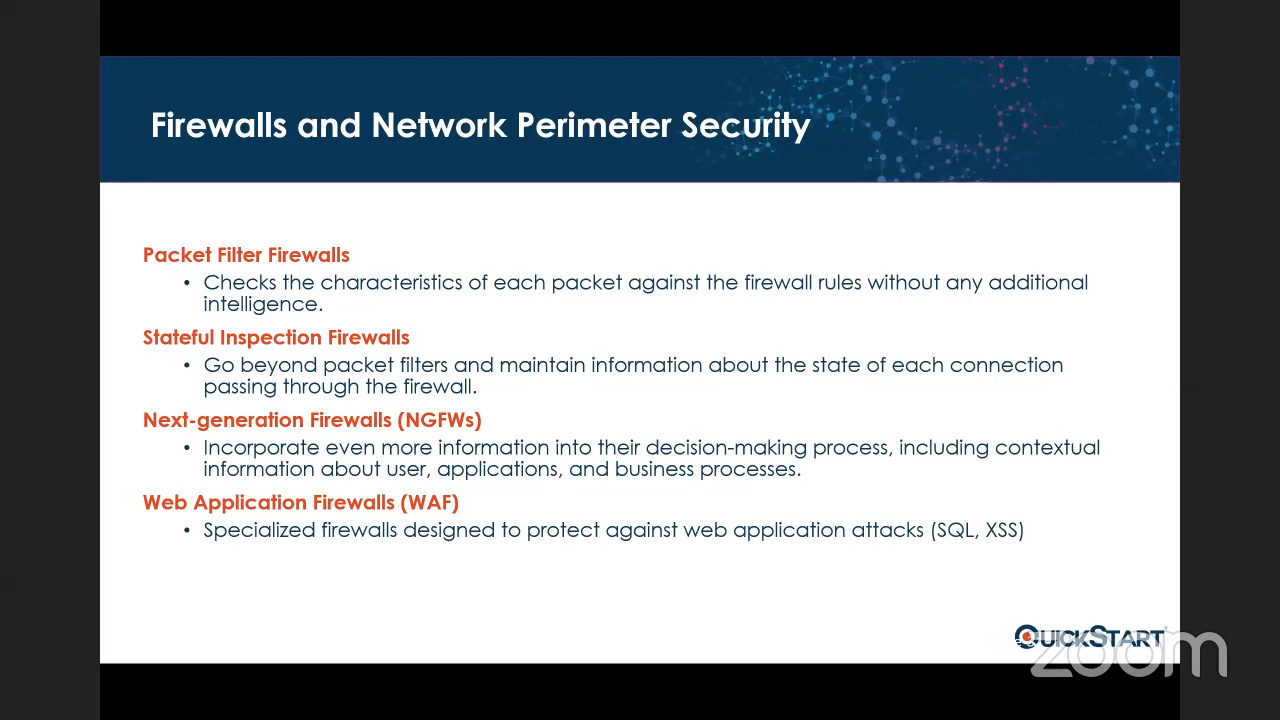 Firewalls and Network Perimeter Security
Packet Filter Firewalls
• Checks the characteristics of each packet against the firewall rules without any additional
intelligence.
Stateful Inspection Firewalls
• Go beyond packet filters and maintain information about the state of each connection
passing through the firewall.
Next-generation Firewalls (NGFWs)
• Incorporate even more information into their decision-making process, including contextual
information about user, applications, and business processes.
Web Application Firewalls (WAF)
• Specialized firewalls designed to protect against web application attacks (SQL, XSS)
QUICKSTART
zoom